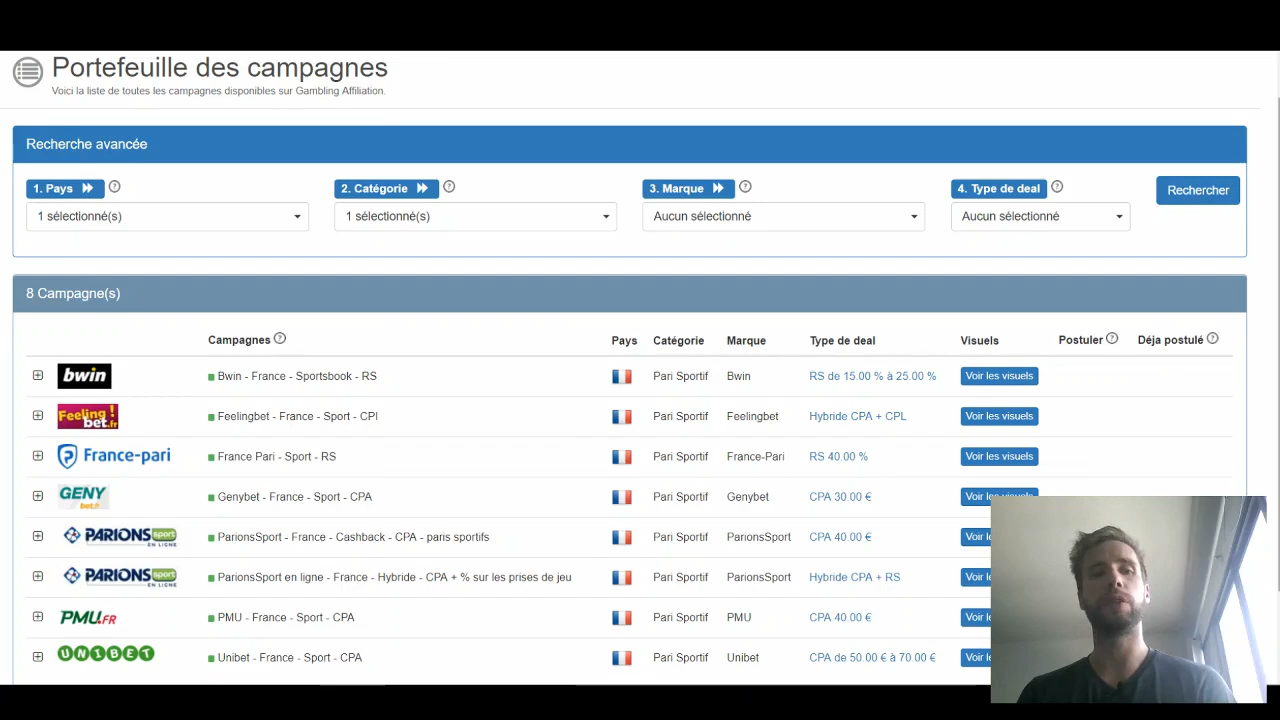 Portefeuille des campagnes
Voici la liste de toutes les campagnes disponibles sur Gambling Affiliation.
Recherche avancée
1. Pays 2. Catégorie 3. Marque 4. Type de deal Rechercher
1 sélectionné(s) 1 sélectionné(s) Aucun sélectionné Aucun sélectionné
8 Campagne(s)
Campagnes Pays Catégorie Marque Type de deal Visuels Postuler Déja postulé
bwin Bwin - France - Sportsbook - RS Pari Sportif Bwin RS de 15.00 % à 25.00 % Voir les visuels
Feeling! bet.fr Feelingbet - France - Sport - CPI Pari Sportif Feelingbet Hybride CPA + CPL Voir les visuels
France-pari France Pari - Sport - RS Pari Sportif France-Pari RS 40.00 % Voir les visuels
GENY bet.fr Genybet - France - Sport - CPA Pari Sportif Genybet CPA 30.00 € Voir les visuels
PARIONS sport EN LIGNE ParionsSport - France - Cashback - CPA - paris sportifs Pari Sportif ParionsSport CPA 40.00 € Voir
PARIONS sport EN LIGNE ParionsSport en ligne - France - Hybride - CPA + % sur les prises de jeu Pari Sportif ParionsSport Hybride CPA + RS Voir
PMU.FR PMU - France - Sport - CPA Pari Sportif PMU CPA 40.00 € Voir
UNIBET Unibet - France - Sport - CPA Pari Sportif Unibet CPA de 50.00 € à 70.00 € Voir